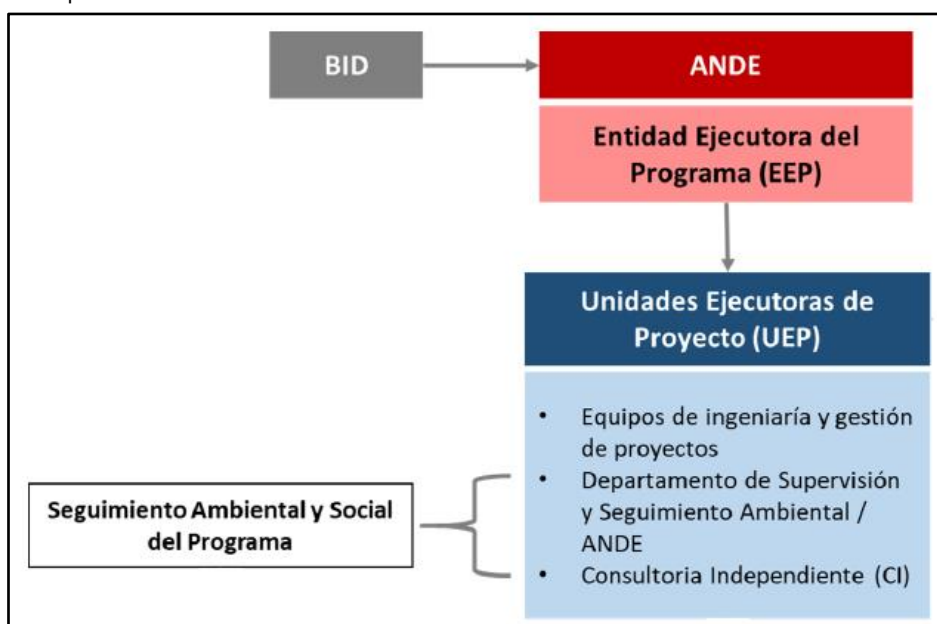 BID
ANDE
Entidad Ejecutora del
Programa (EEP)
Unidades Ejecutoras de
Proyecto (UEP)
• Equipos de ingeniaría y gestión
de proyectos
• Departamento de Supervisión
y Seguimiento Ambiental /
ANDE
• Consultoria Independiente (CI)
Seguimiento Ambiental y Social
del Programa